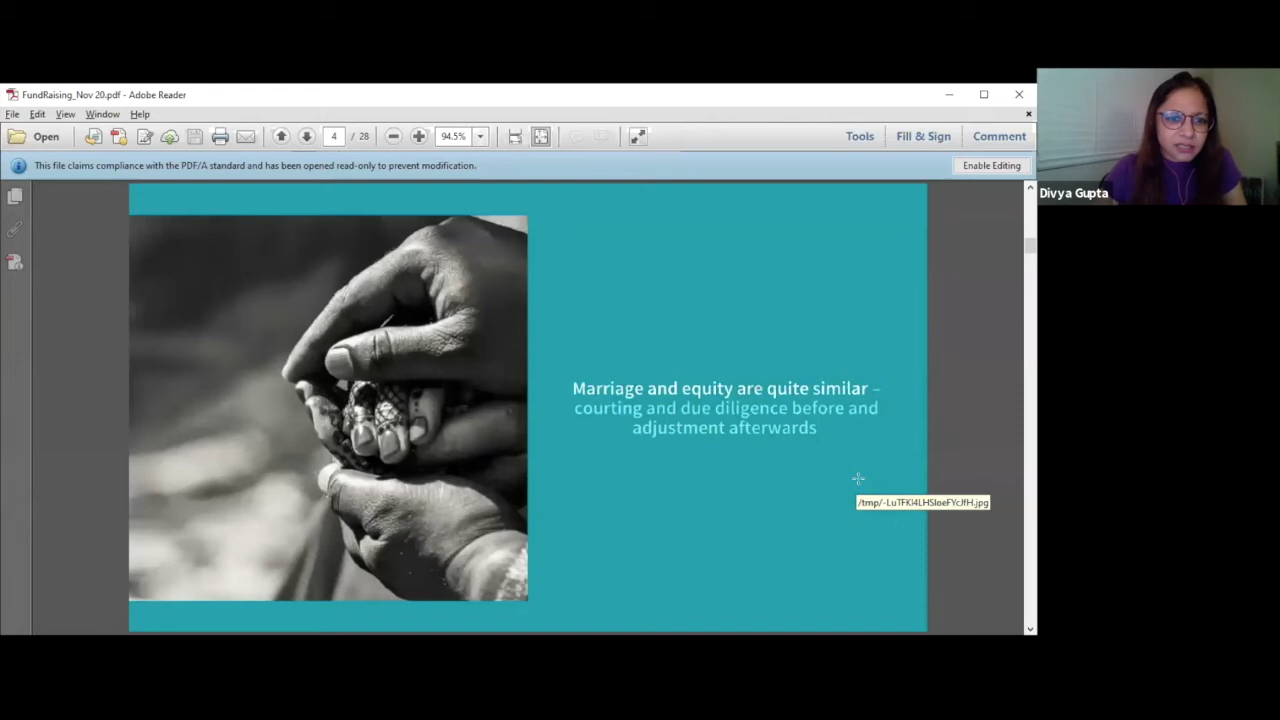 FundRaising_Nov 20.pdf - Adobe Reader
File Edit View Window Help
Open 4 / 28 94.5% Tools Fill & Sign Comment
This file claims compliance with the PDF/A standard and has been opened read-only to prevent modification. Enable Editing
Divya Gupta
Marriage and equity are quite similar –
courting and due diligence before and
adjustment afterwards